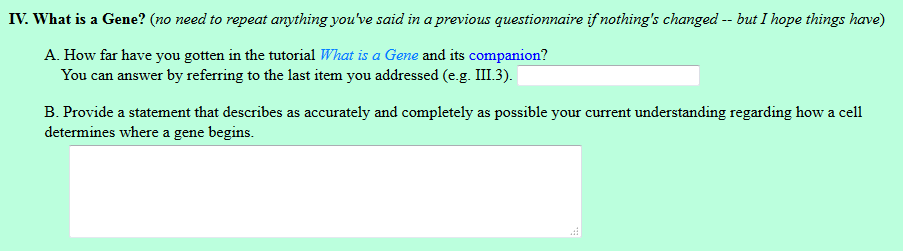 IV. What is a Gene? (no need to repeat anything you've said in a previous questionnaire if nothing's changed -- but I hope things have)
A. How far have you gotten in the tutorial What is a Gene and its companion?
You can answer by referring to the last item you addressed (e.g. III.3).
B. Provide a statement that describes as accurately and completely as possible your current understanding regarding how a cell
determines where a gene begins.